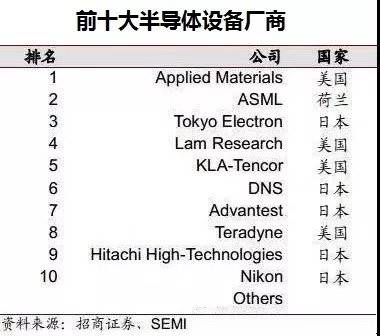 前十大半导体设备厂商
排名 公司 国家
1 Applied Materials 美国
2 ASML 荷兰
3 Tokyo Electron 日本
4 Lam Research 美国
5 KLA-Tencor 美国
6 DNS 日本
7 Advantest 日本
8 Teradyne 美国
9 Hitachi High-Technologies 日本
10 Nikon 日本
Others
资料来源：招商证券、SEMI